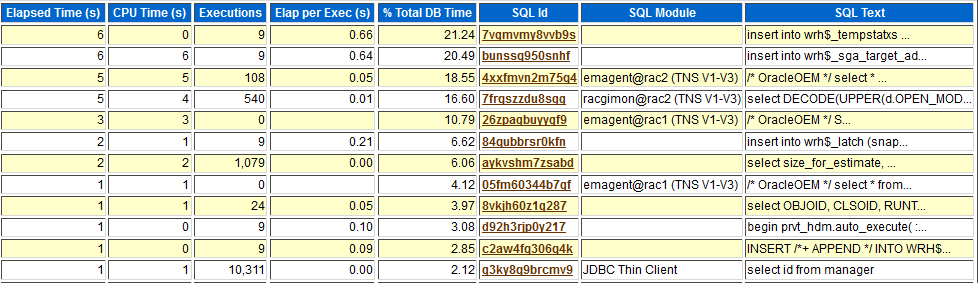 Elapsed Time (s) CPU Time (s) Executions Elap per Exec (s) % Total DB Time SQL Id SQL Module SQL Text
6 0 9 0.66 21.24 7vgmvmy8vvb9s insert into wrh$_tempstatxs ...
6 6 9 0.64 20.49 bunssq950snhf insert into wrh$_sga_target_ad...
5 5 108 0.05 18.55 4xxfmvn2m75q4 emagent@rac2 (TNS V1-V3) /* OracleOEM */ select * ...
5 4 540 0.01 16.60 7frqszzdu8sqq racgimon@rac2 (TNS V1-V3) select DECODE(UPPER(d.OPEN_MOD...
3 3 0 10.79 26zpaqbuyyqf9 emagent@rac1 (TNS V1-V3) /* OracleOEM */ S...
2 1 9 0.21 6.62 84qubbrsr0kfn insert into wrh$_latch (snap...
2 2 1,079 0.00 6.06 aykvshm7zsabd select size_for_estimate, ...
1 1 0 4.12 05fm60344b7gf emagent@rac1 (TNS V1-V3) /* OracleOEM */ select * from...
1 1 24 0.05 3.97 8vkjh60z1q287 select OBJOID, CLSOID, RUNT...
1 0 9 0.10 3.08 d92h3rjp0y217 begin prvt_hdm.auto_execute( :...
1 0 9 0.09 2.85 c2aw4fq306q4k INSERT /*+ APPEND */ INTO WRH$...
1 1 10,311 0.00 2.12 g3ky8g9brcmv9 JDBC Thin Client select id from manager